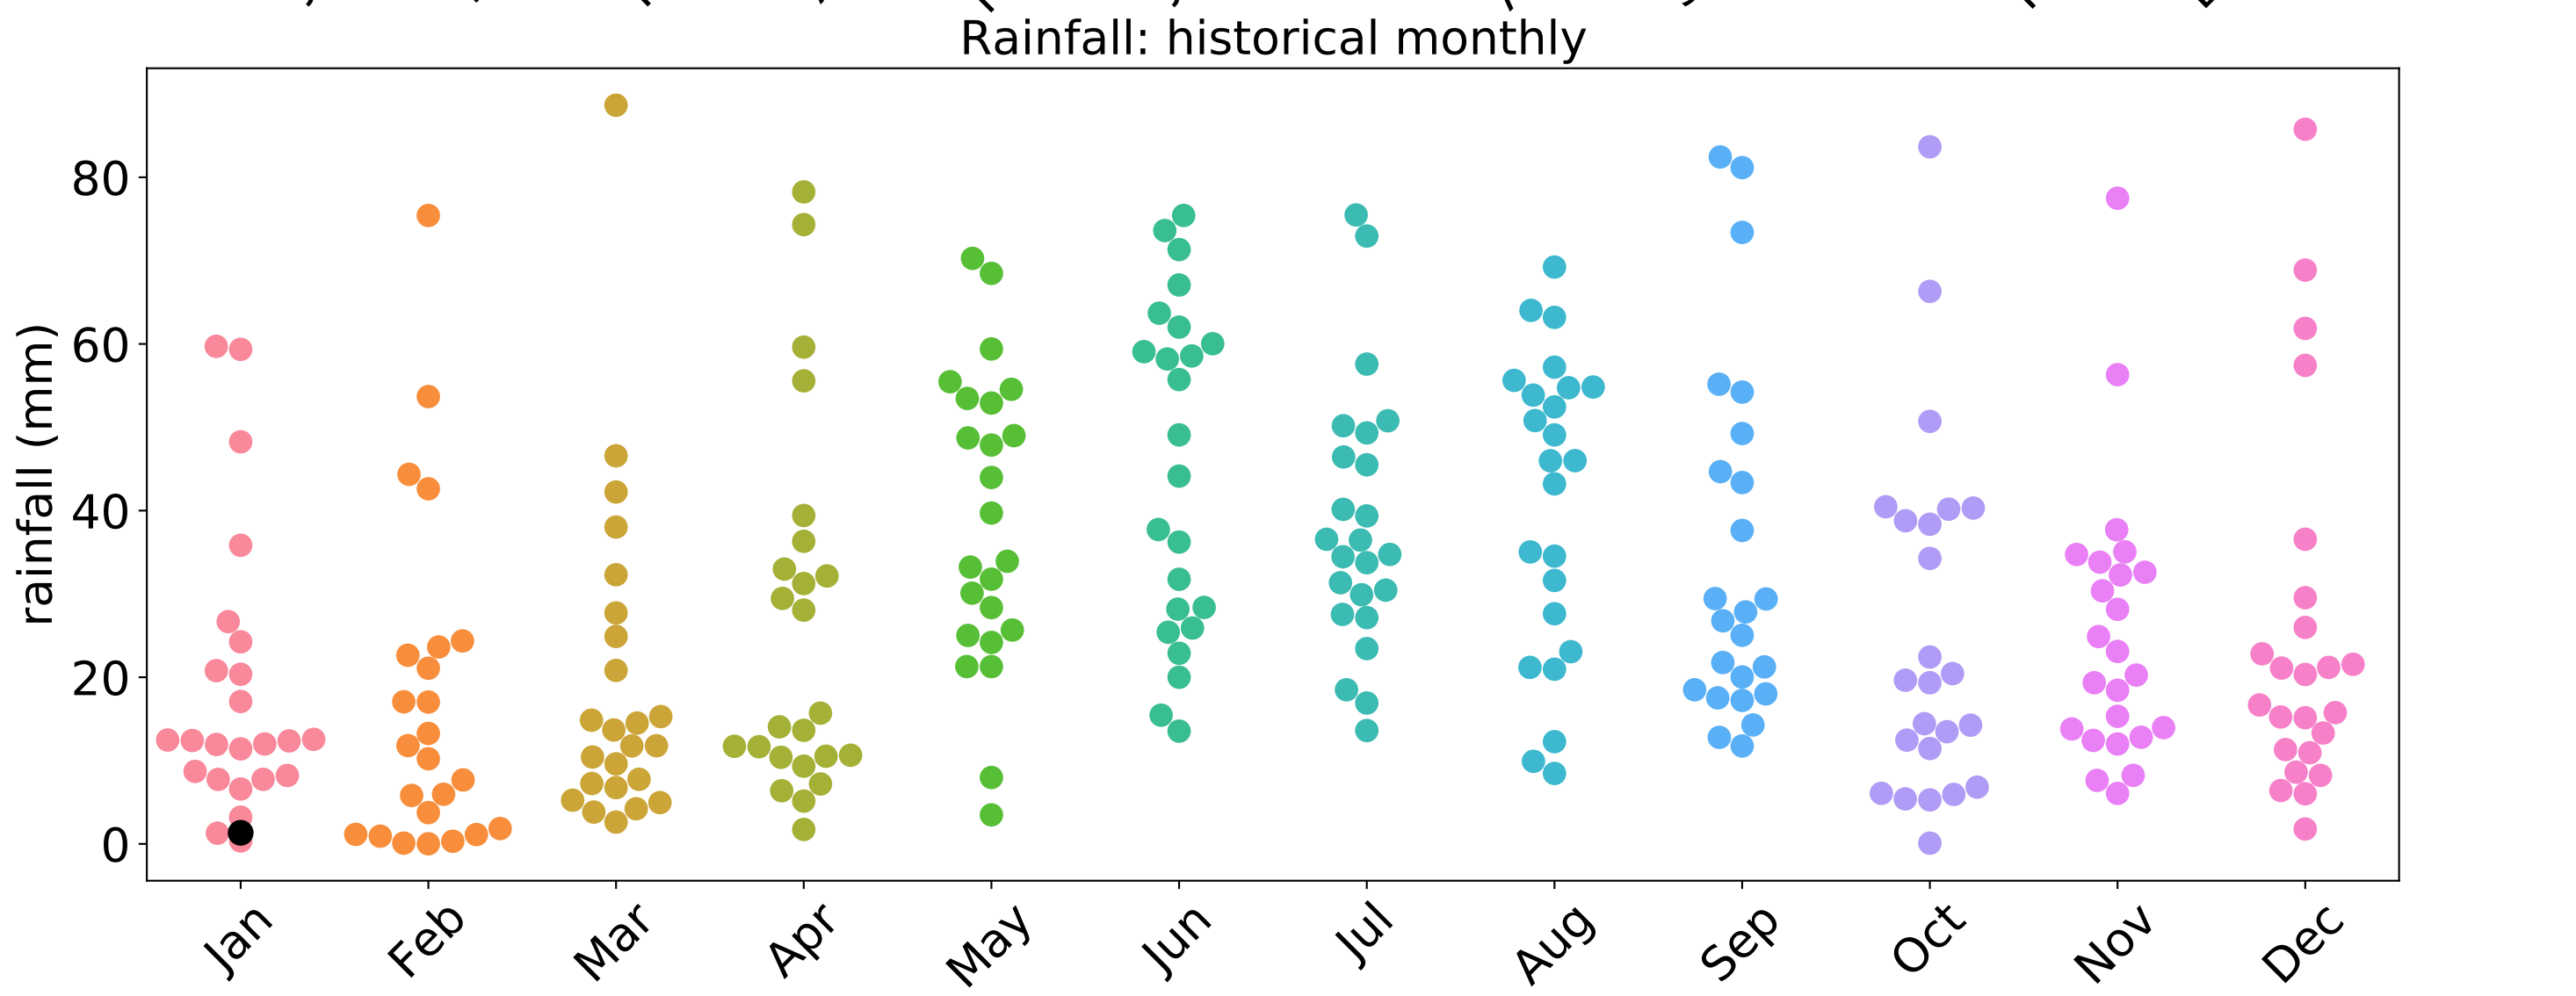 Rainfall: historical monthly
rainfall (mm)
80
60
40
20
0
Jan
Feb
Mar
Apr
May
Jun
Jul
Aug
Sep
Oct
Nov
Dec